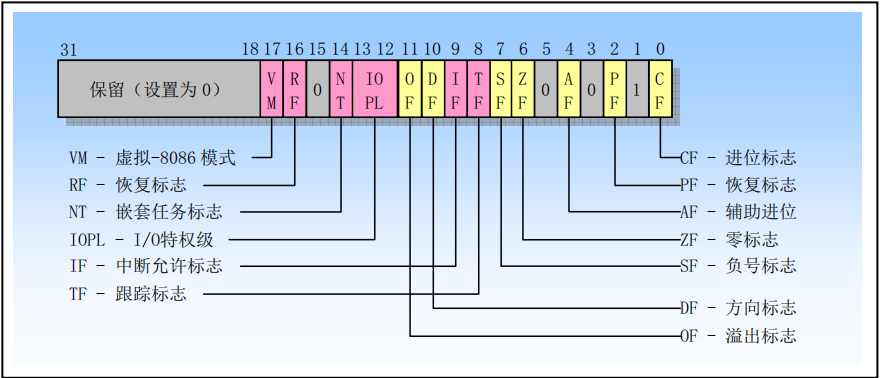 31 18 17 16 15 14 13 12 11 10 9 8 7 6 5 4 3 2 1 0
保留（设置为 0） VM RF 0 NT IOPL OF DF IF TF SF ZF 0 AF 0 PF 1 CF
VM - 虚拟-8086 模式
RF - 恢复标志
NT - 嵌套任务标志
IOPL - I/O特权级
IF - 中断允许标志
TF - 跟踪标志
CF - 进位标志
PF - 恢复标志
AF - 辅助进位
ZF - 零标志
SF - 负号标志
DF - 方向标志
OF - 溢出标志